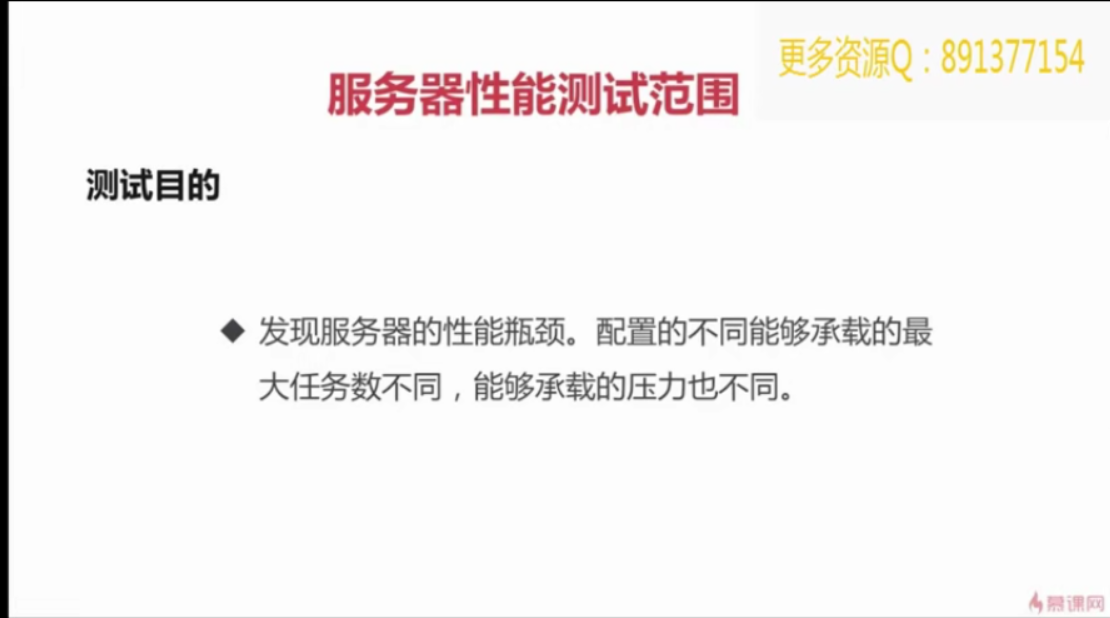 更多资源Q：891377154
服务器性能测试范围
测试目的
◆ 发现服务器的性能瓶颈。配置的不同能够承载的最
大任务数不同，能够承载的压力也不同。
慕课网